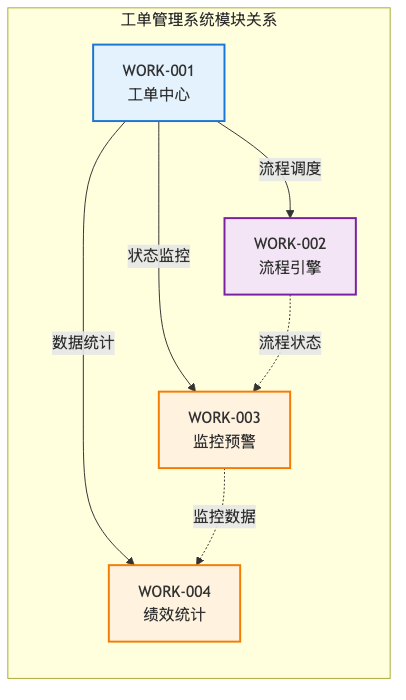 工单管理系统模块关系
WORK-001
工单中心
流程调度
WORK-002
流程引擎
状态监控
数据统计
流程状态
WORK-003
监控预警
监控数据
WORK-004
绩效统计